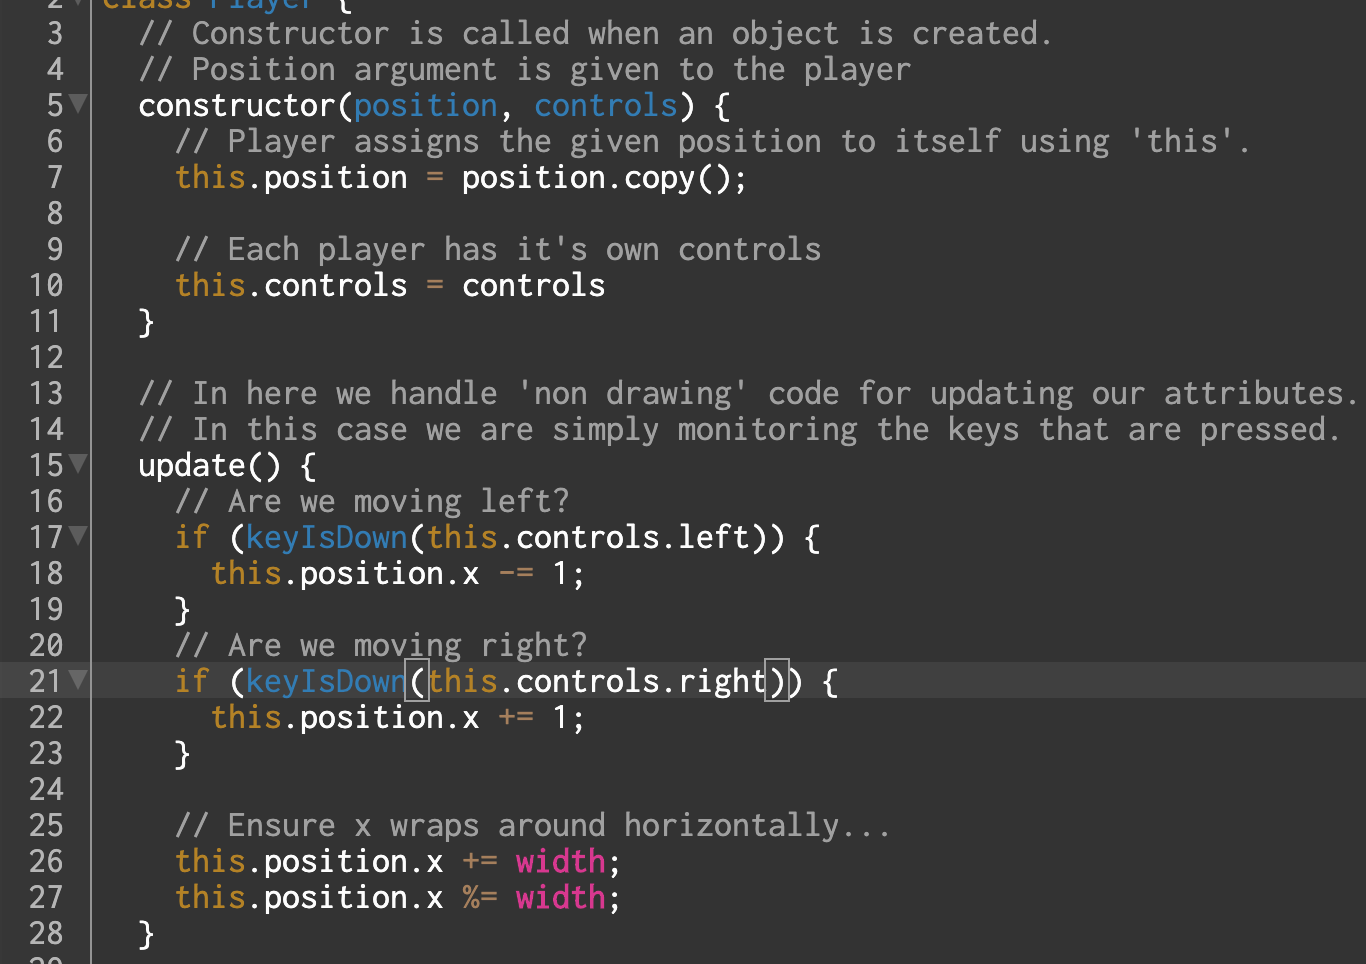 2 class Player {
3 // Constructor is called when an object is created.
4 // Position argument is given to the player
5 constructor(position, controls) {
6 // Player assigns the given position to itself using 'this'.
7 this.position = position.copy();
8
9 // Each player has it's own controls
10 this.controls = controls
11 }
12
13 // In here we handle 'non drawing' code for updating our attributes.
14 // In this case we are simply monitoring the keys that are pressed.
15 update() {
16 // Are we moving left?
17 if (keyIsDown(this.controls.left)) {
18 this.position.x -= 1;
19 }
20 // Are we moving right?
21 if (keyIsDown(this.controls.right)) {
22 this.position.x += 1;
23 }
24
25 // Ensure x wraps around horizontally...
26 this.position.x += width;
27 this.position.x %= width;
28 }